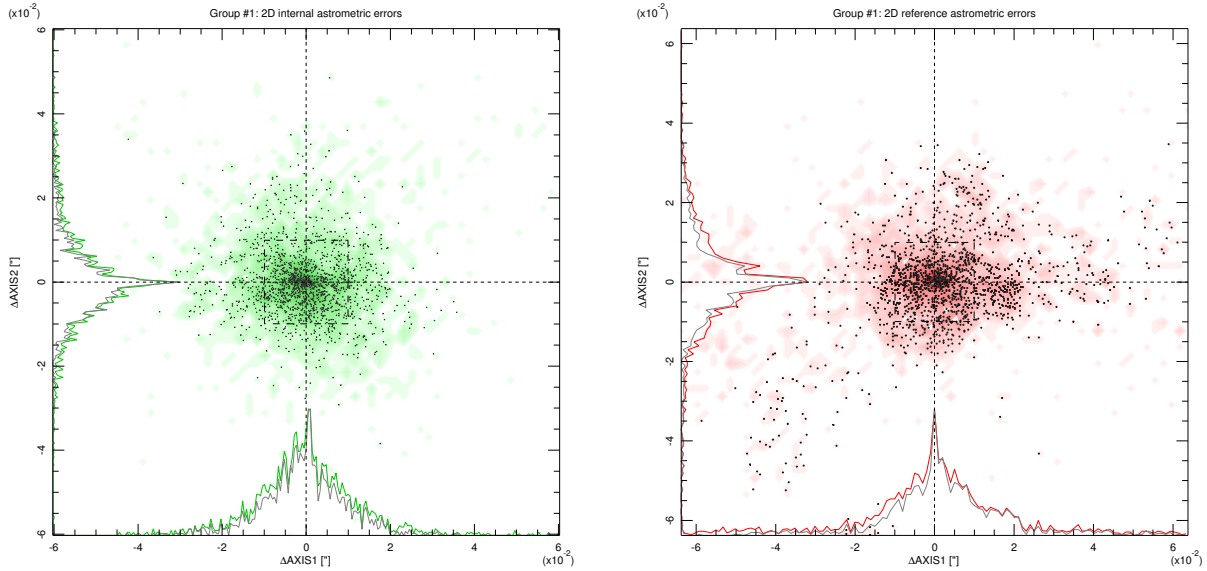 (x10⁻²) Group #1: 2D internal astrometric errors
6
4
2
0
-2
-4
-6
ΔAXIS2 ["]
-6 -4 -2 0 2 4 6
ΔAXIS1 ["] (x10⁻²)
(x10⁻²) Group #1: 2D reference astrometric errors
6
4
2
0
-2
-4
-6
ΔAXIS2 ["]
-6 -4 -2 0 2 4 6
ΔAXIS1 ["] (x10⁻²)